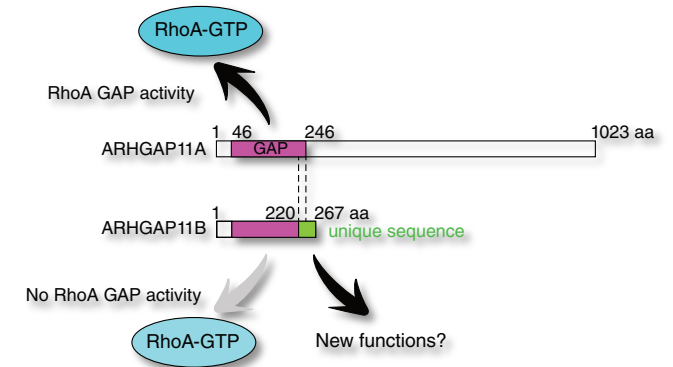 RhoA-GTP
RhoA GAP activity
1 46 246 1023 aa
ARHGAP11A GAP
1 220 267 aa
ARHGAP11B unique sequence
No RhoA GAP activity
RhoA-GTP New functions?